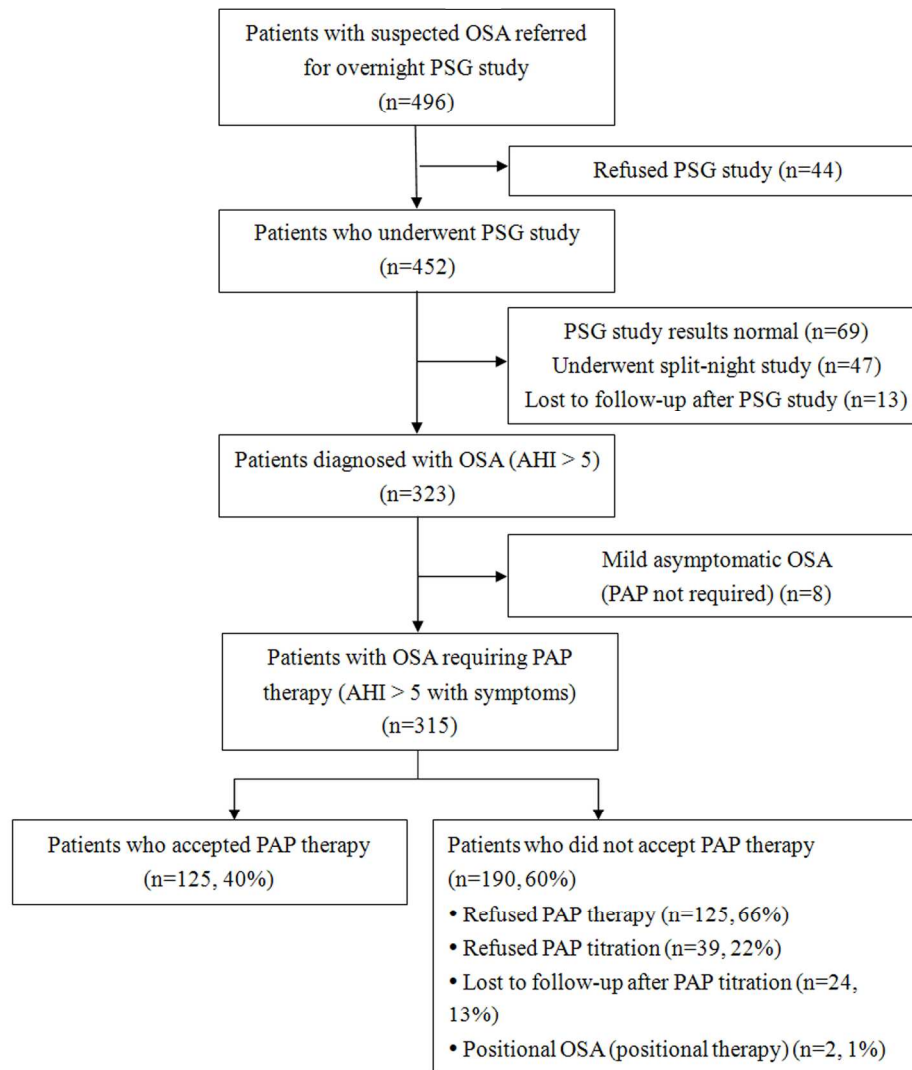 Patients with suspected OSA referred
for overnight PSG study
(n=496)
Refused PSG study (n=44)
Patients who underwent PSG study
(n=452)
PSG study results normal (n=69)
Underwent split-night study (n=47)
Lost to follow-up after PSG study (n=13)
Patients diagnosed with OSA (AHI > 5)
(n=323)
Mild asymptomatic OSA
(PAP not required) (n=8)
Patients with OSA requiring PAP
therapy (AHI > 5 with symptoms)
(n=315)
Patients who accepted PAP therapy
(n=125, 40%)
Patients who did not accept PAP therapy
(n=190, 60%)
• Refused PAP therapy (n=125, 66%)
• Refused PAP titration (n=39, 22%)
• Lost to follow-up after PAP titration (n=24,
13%)
• Positional OSA (positional therapy) (n=2, 1%)